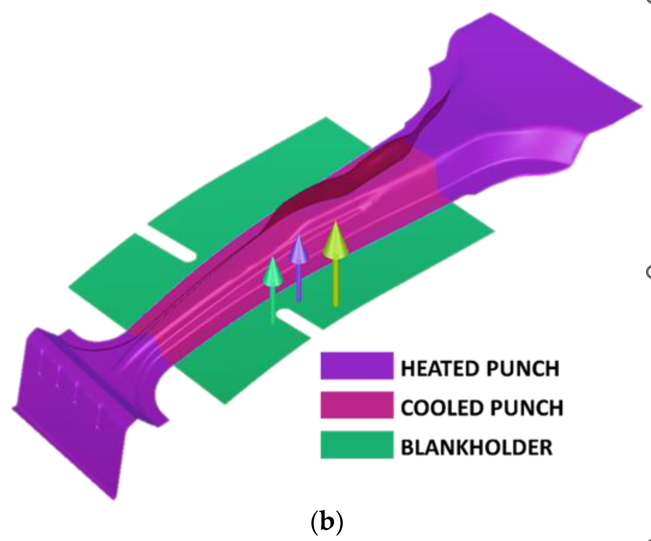 HEATED PUNCH
COOLED PUNCH
BLANKHOLDER
(b)